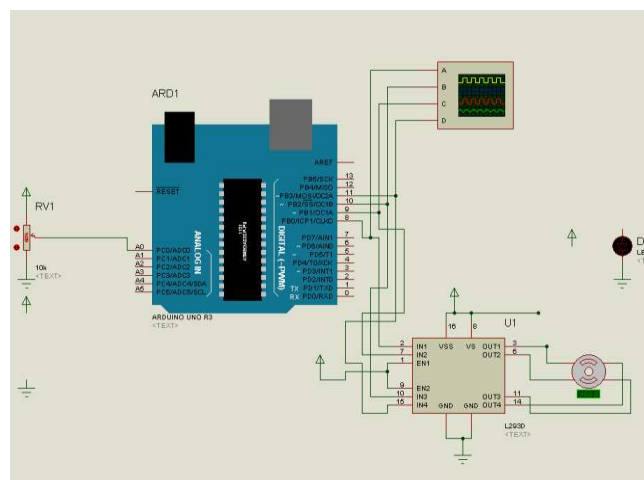 ARD1
A
B
C
D
AREF
RESET
PB5/SCK 13
PB4/MISO 12
PB3/MOSI/OC2A 11
PB2/SS/OC1B 10
PB1/OC1A 9
PB0/ICP1/CLKO 8
RV1
10k
<TEXT>
A0 PC0/ADC0
A1 PC1/ADC1
A2 PC2/ADC2
A3 PC3/ADC3
A4 PC4/ADC4/SDA
A5 PC5/ADC5/SCL
ANALOG IN
DIGITAL (~PWM)
PD7/AIN1 7
PD6/AIN0 6
PD5/T1 5
PD4/T0/XCK 4
PD3/INT1 3
PD2/INT0 2
TX PD1/TXD 1
RX PD0/RXD 0
ARDUINO UNO R3
<TEXT>
D
LE
<T
U1
16 8
2 IN1 VSS VS OUT1 3
7 IN2 OUT2 6
1 EN1
9 EN2
10 IN3 OUT3 11
15 IN4 GND GND OUT4 14
L293D
<TEXT>